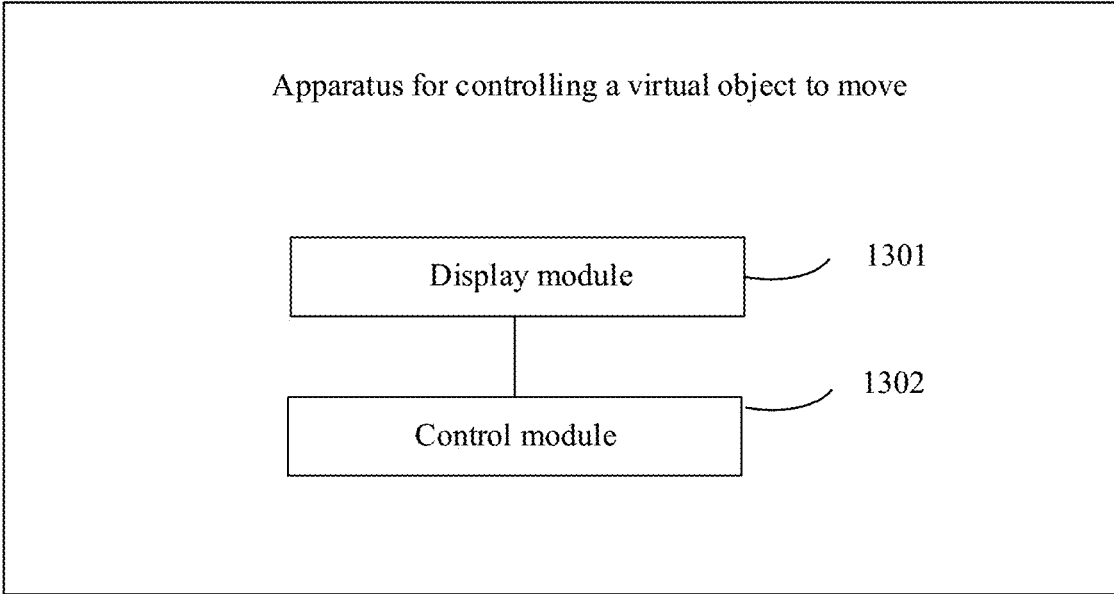 Apparatus for controlling a virtual object to move
Display module
1301
Control module
1302